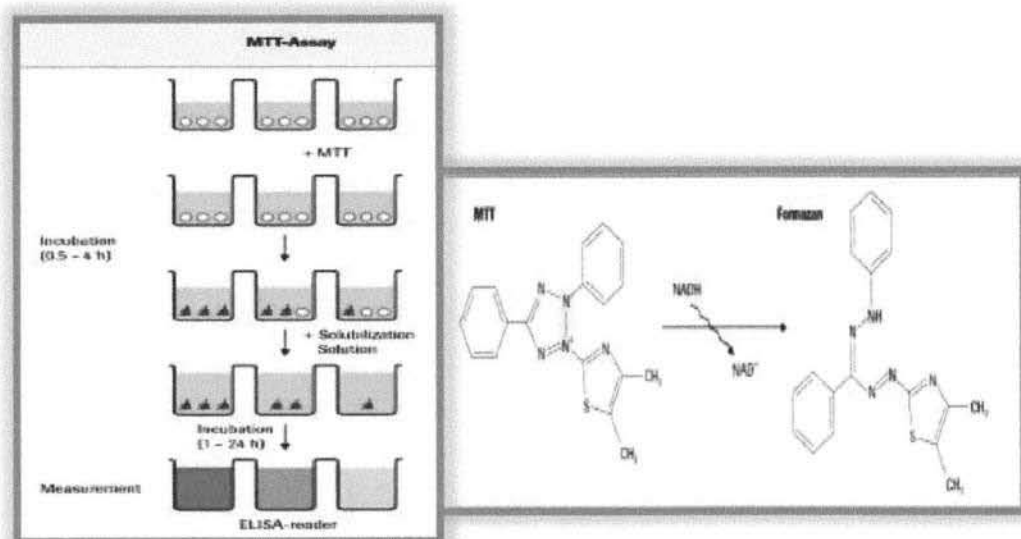 MTT-Assay
+ MTT
Incubation
(0.5 – 4 h)
+ Solubilization
Solution
Incubation
(1 – 24 h)
Measurement
ELISA-reader
MTT
Formazan
NADH
NAD⁺
N
N
N
N⁺
N
S
CH₃
CH₃
NH
N
N
N
N
S
CH₃
CH₃